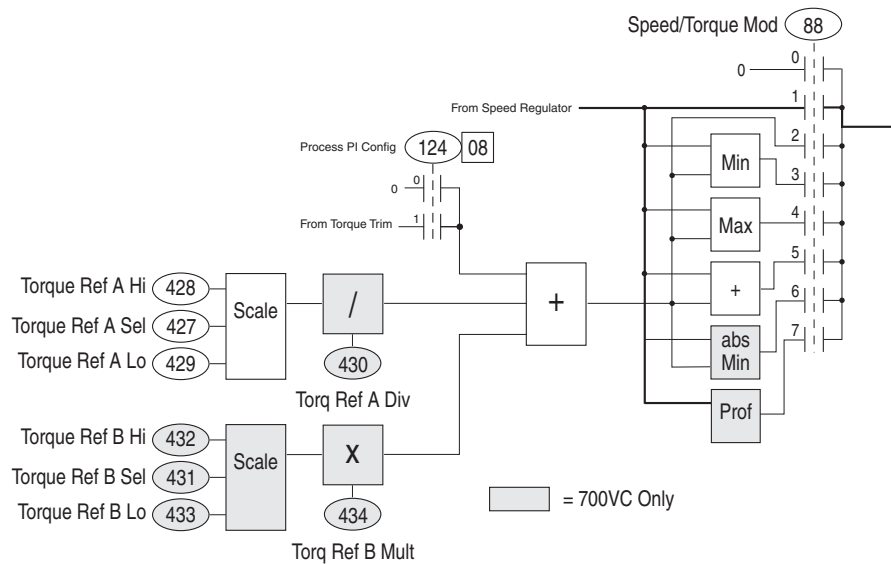 Speed/Torque Mod 88
0 0
From Speed Regulator 1
2
Process PI Config 124 08
Min 3
0 0
Max 4
From Torque Trim 1
5
Torque Ref A Hi 428
Scale / + + 6
Torque Ref A Sel 427
abs
Min 7
Torque Ref A Lo 429
430
Torq Ref A Div
Prof
Torque Ref B Hi 432
Scale X
Torque Ref B Sel 431
= 700VC Only
Torque Ref B Lo 433
434
Torq Ref B Mult